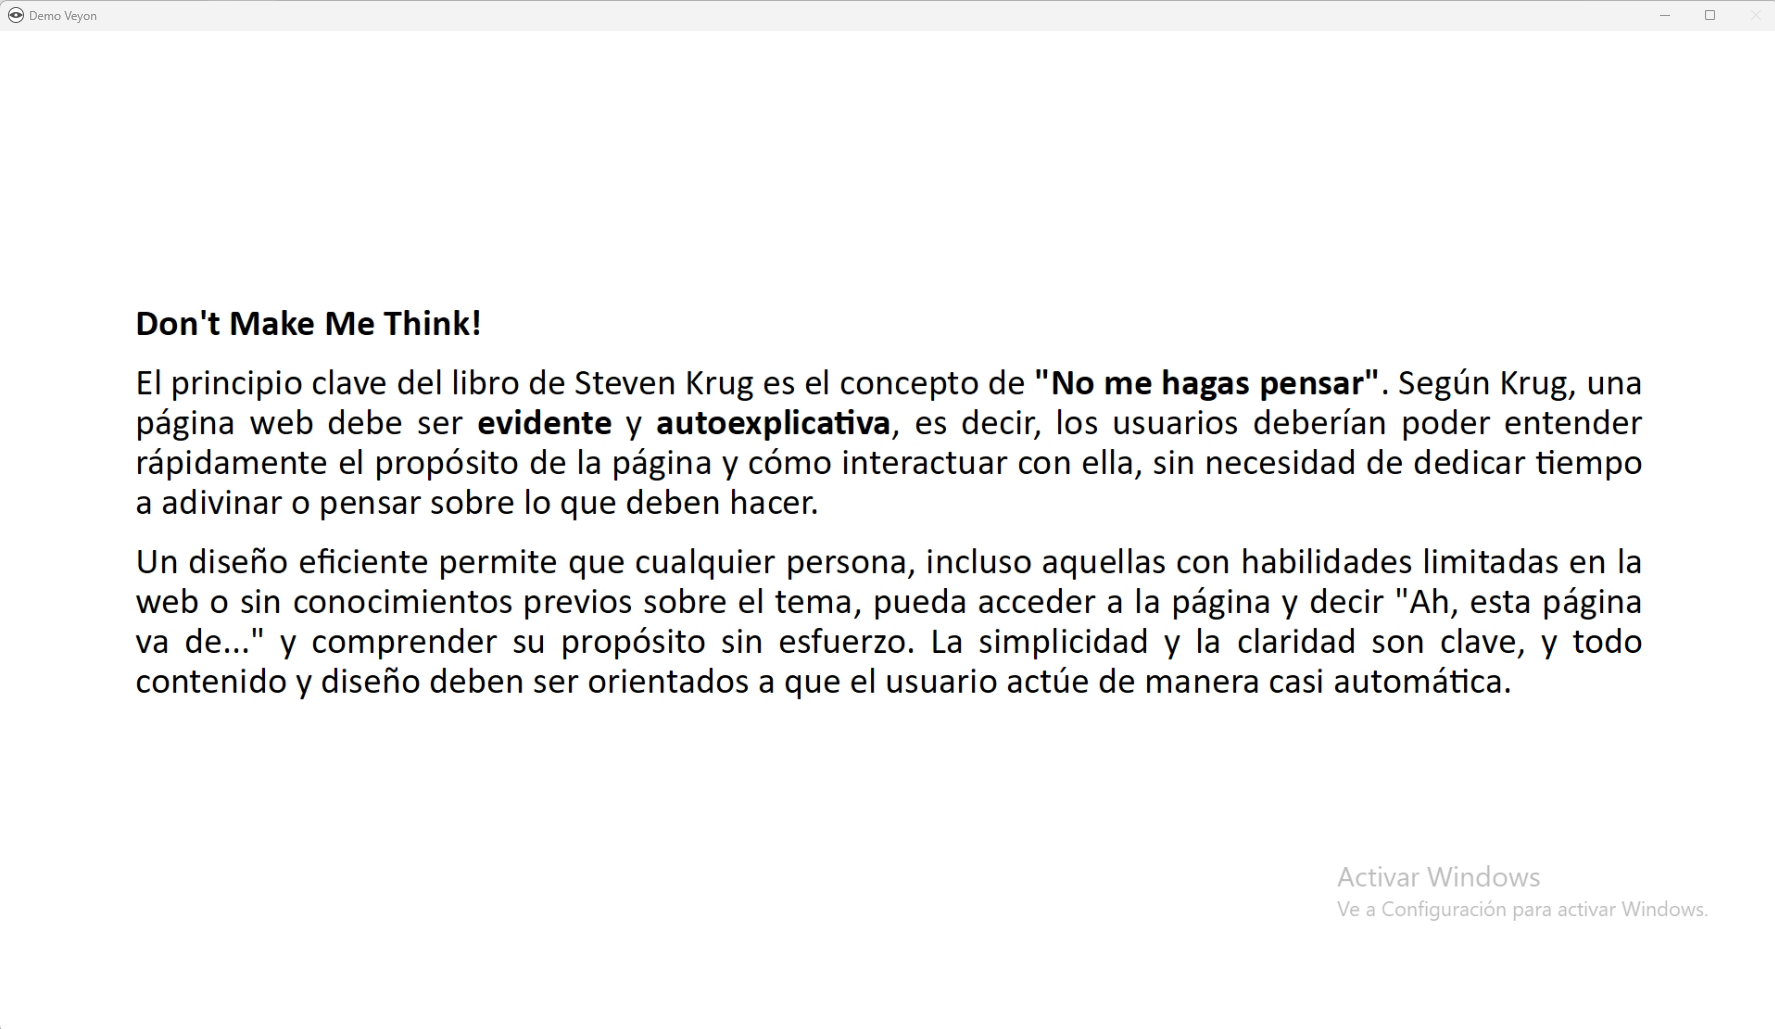 Demo Veyon
Don't Make Me Think!
El principio clave del libro de Steven Krug es el concepto de "No me hagas pensar". Según Krug, una
página web debe ser evidente y autoexplicativa, es decir, los usuarios deberían poder entender
rápidamente el propósito de la página y cómo interactuar con ella, sin necesidad de dedicar tiempo
a adivinar o pensar sobre lo que deben hacer.
Un diseño eficiente permite que cualquier persona, incluso aquellas con habilidades limitadas en la
web o sin conocimientos previos sobre el tema, pueda acceder a la página y decir "Ah, esta página
va de..." y comprender su propósito sin esfuerzo. La simplicidad y la claridad son clave, y todo
contenido y diseño deben ser orientados a que el usuario actúe de manera casi automática.
Activar Windows
Ve a Configuración para activar Windows.